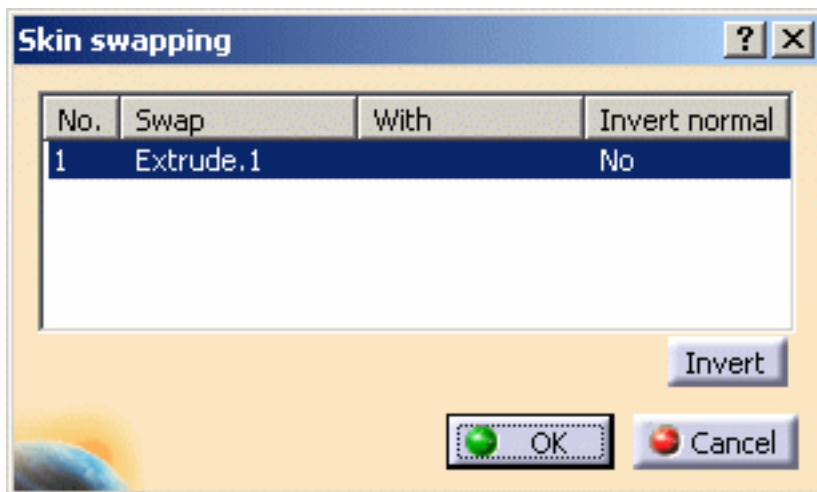 Skin swapping
No. Swap With Invert normal
1 Extrude.1 No
Invert
OK Cancel